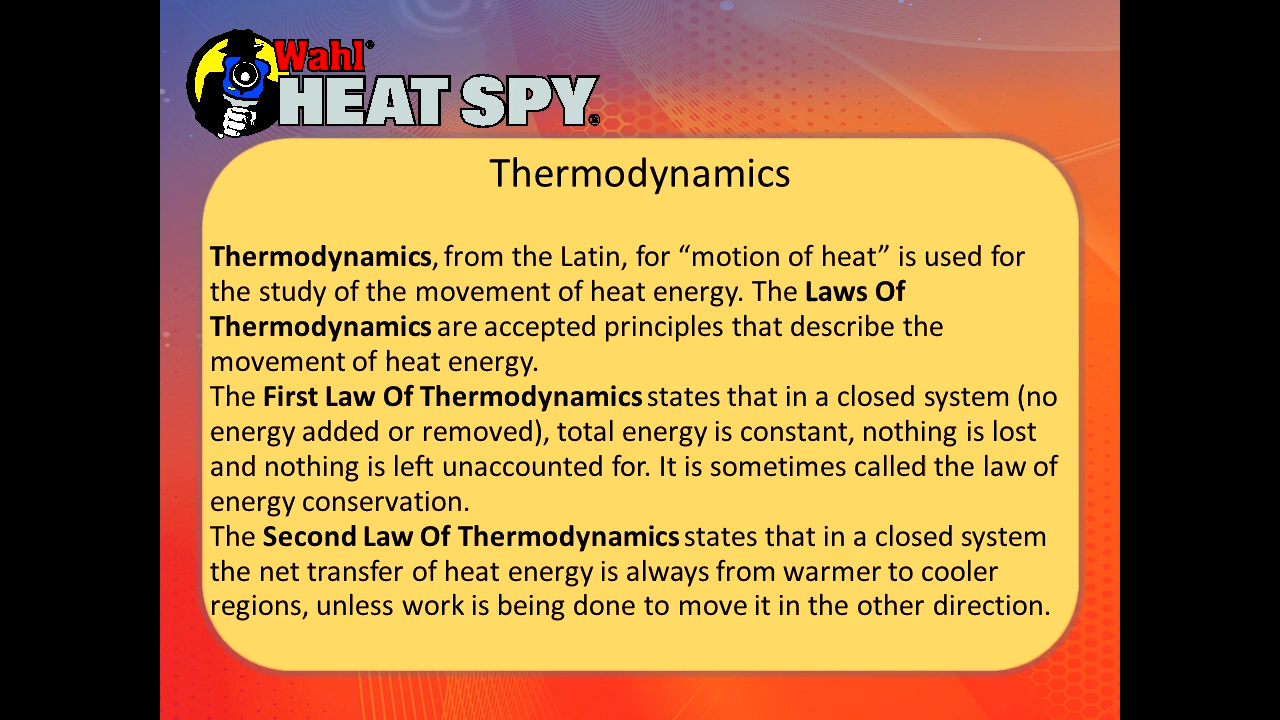 Wahl®
HEAT SPY®
Thermodynamics
Thermodynamics, from the Latin, for “motion of heat” is used for
the study of the movement of heat energy. The Laws Of
Thermodynamics are accepted principles that describe the
movement of heat energy.
The First Law Of Thermodynamics states that in a closed system (no
energy added or removed), total energy is constant, nothing is lost
and nothing is left unaccounted for. It is sometimes called the law of
energy conservation.
The Second Law Of Thermodynamics states that in a closed system
the net transfer of heat energy is always from warmer to cooler
regions, unless work is being done to move it in the other direction.